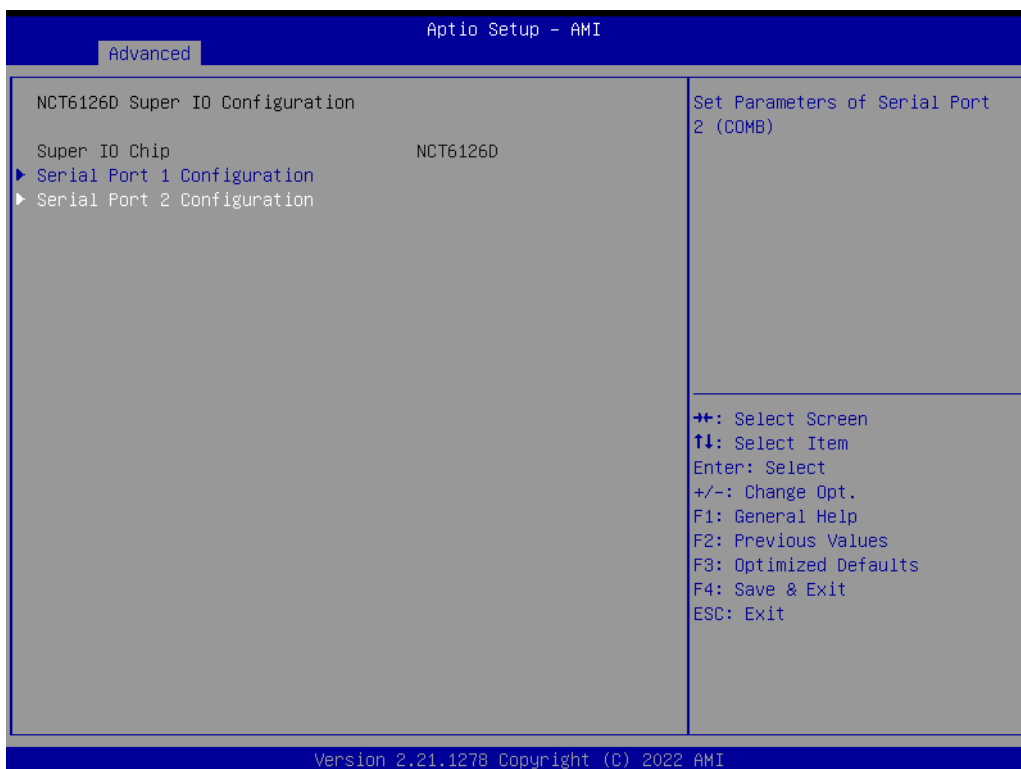 Aptio Setup – AMI
Advanced
NCT6126D Super IO Configuration
Super IO Chip NCT6126D
Serial Port 1 Configuration
Serial Port 2 Configuration
Set Parameters of Serial Port
2 (COMB)
→←: Select Screen
↑↓: Select Item
Enter: Select
+/-: Change Opt.
F1: General Help
F2: Previous Values
F3: Optimized Defaults
F4: Save & Exit
ESC: Exit
Version 2.21.1278 Copyright (C) 2022 AMI